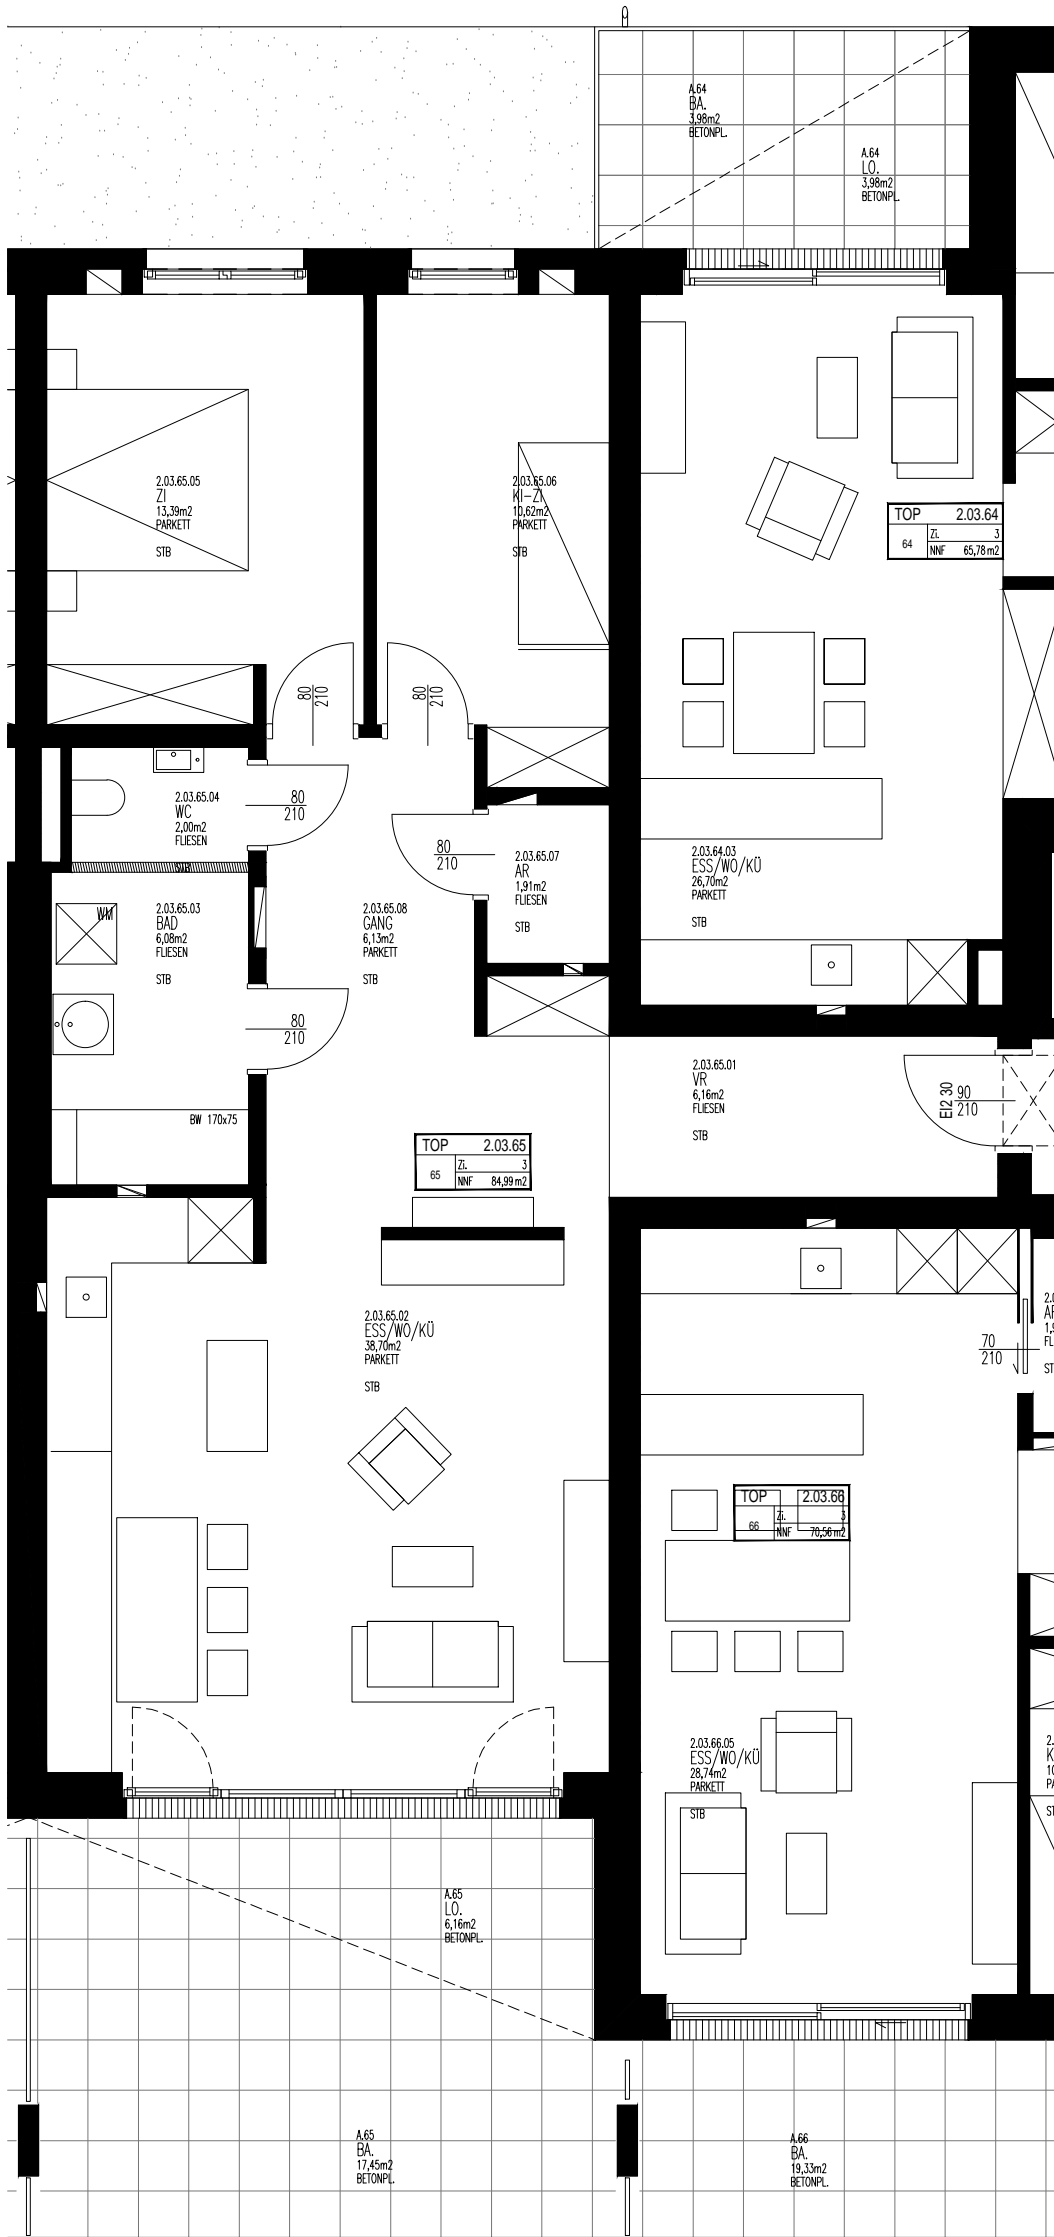 A.64
BA.
3,98m2
BETONPL.
A.64
LO.
3,98m2
BETONPL.
2.03.65.05
ZI
13,39m2
PARKETT
STB
2.03.65.06
KI-ZI
10,62m2
PARKETT
STB
TOP 2.03.64
64
Zi. 3
NNF 65,78 m2
80
210
80
210
2.03.65.04
WC
2,00m2
FLIESEN
STB
80
210
80
210
2.03.65.07
AR
1,91m2
FLIESEN
STB
2.03.64.03
ESS/WO/KÜ
26,70m2
PARKETT
STB
WM
2.03.65.03
BAD
6,08m2
FLIESEN
STB
2.03.65.08
GANG
6,13m2
PARKETT
STB
80
210
BW 170x75
2.03.65.01
VR
6,16m2
FLIESEN
STB
EI2 30
90
210
TOP 2.03.65
65
Zi. 3
NNF 84,99 m2
2.03.65.02
ESS/WO/KÜ
38,70m2
PARKETT
STB
70
210
TOP 2.03.66
66
Zi. 3
NNF 70,56 m2
2.03.66.05
ESS/WO/KÜ
28,74m2
PARKETT
STB
A.65
LO.
6,16m2
BETONPL.
A.65
BA.
17,45m2
BETONPL.
A.66
BA.
19,33m2
BETONPL.